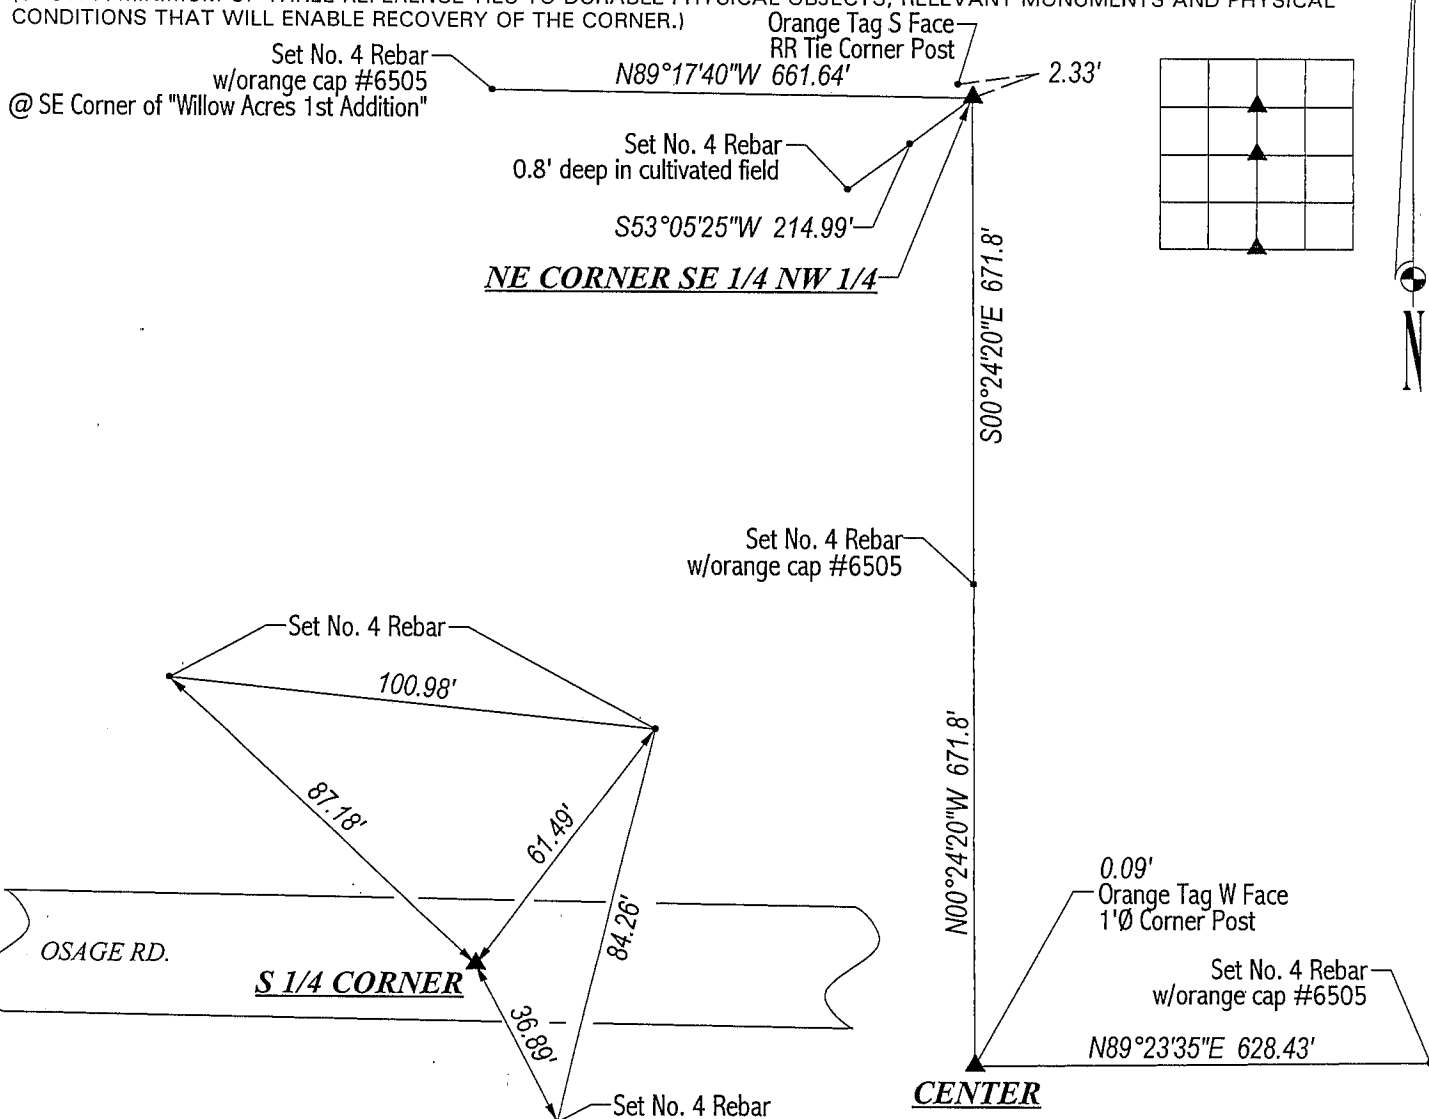 CONDITIONS THAT WILL ENABLE RECOVERY OF THE CORNER.)
Orange Tag S Face
RR Tie Corner Post
Set No. 4 Rebar
w/orange cap #6505
@ SE Corner of "Willow Acres 1st Addition"
N89°17'40"W 661.64'
2.33'
Set No. 4 Rebar
0.8' deep in cultivated field
S53°05'25"W 214.99'
NE CORNER SE 1/4 NW 1/4
S00°24'20"E 671.8'
N
Set No. 4 Rebar
w/orange cap #6505
Set No. 4 Rebar
100.98'
87.18'
61.49'
84.26'
N00°24'20"W 671.8'
OSAGE RD.
S 1/4 CORNER
36.89'
Set No. 4 Rebar
0.09'
Orange Tag W Face
1'Ø Corner Post
Set No. 4 Rebar
w/orange cap #6505
N89°23'35"E 628.43'
CENTER